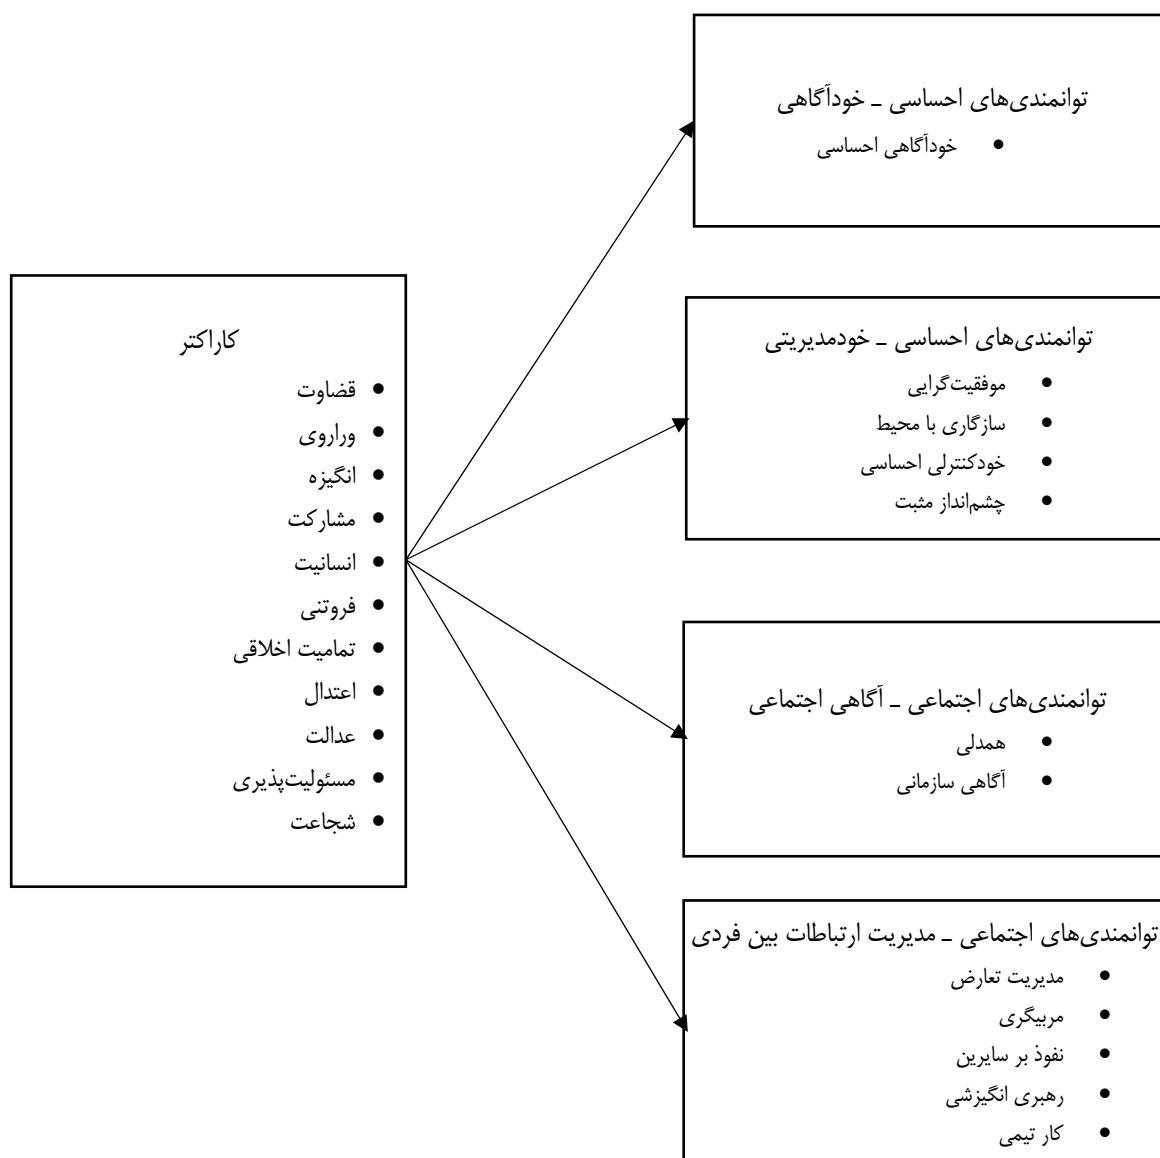 توانمندی‌های احساسی ـ خودآگاهی
• خودآگاهی احساسی
کاراکتر
• قضاوت
• وراروی
• انگیزه
• مشارکت
• انسانیت
• فروتنی
• تمامیت اخلاقی
• اعتدال
• عدالت
• مسئولیت‌پذیری
• شجاعت
توانمندی‌های احساسی ـ خودمدیریتی
• موفقیت‌گرایی
• سازگاری با محیط
• خودکنترلی احساسی
• چشم‌انداز مثبت
توانمندی‌های اجتماعی ـ آگاهی اجتماعی
• همدلی
• آگاهی سازمانی
توانمندی‌های اجتماعی ـ مدیریت ارتباطات بین فردی
• مدیریت تعارض
• مربیگری
• نفوذ بر سایرین
• رهبری انگیزشی
• کار تیمی